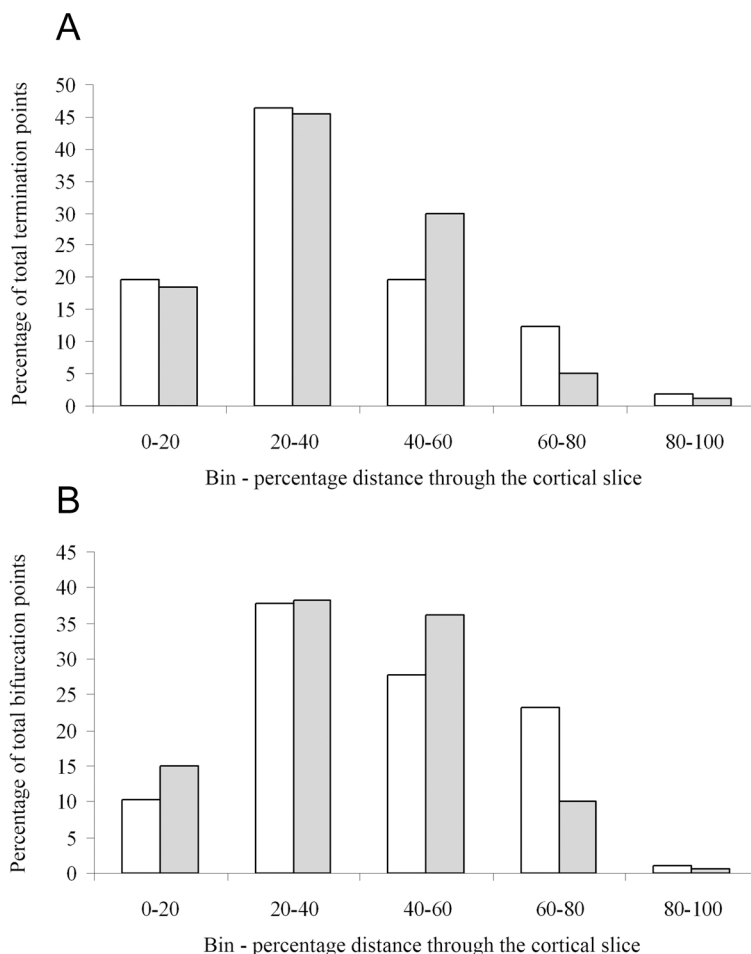 A
Percentage of total termination points
50
45
40
35
30
25
20
15
10
5
0
0-20 20-40 40-60 60-80 80-100
Bin - percentage distance through the cortical slice
B
Percentage of total bifurcation points
45
40
35
30
25
20
15
10
5
0
0-20 20-40 40-60 60-80 80-100
Bin - percentage distance through the cortical slice